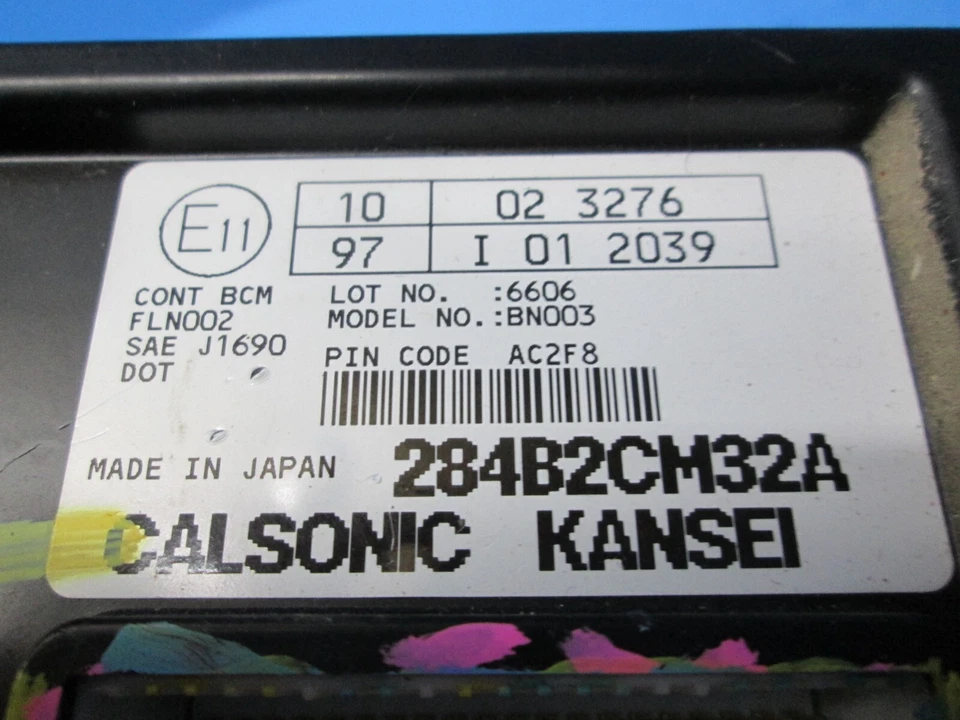 E11
10 02 3276
97 I 01 2039
CONT BCM LOT NO. :6606
FLN002 MODEL NO.:BN003
SAE J1690 PIN CODE AC2F8
DOT
MADE IN JAPAN 284B2CM32A
CALSONIC KANSEI